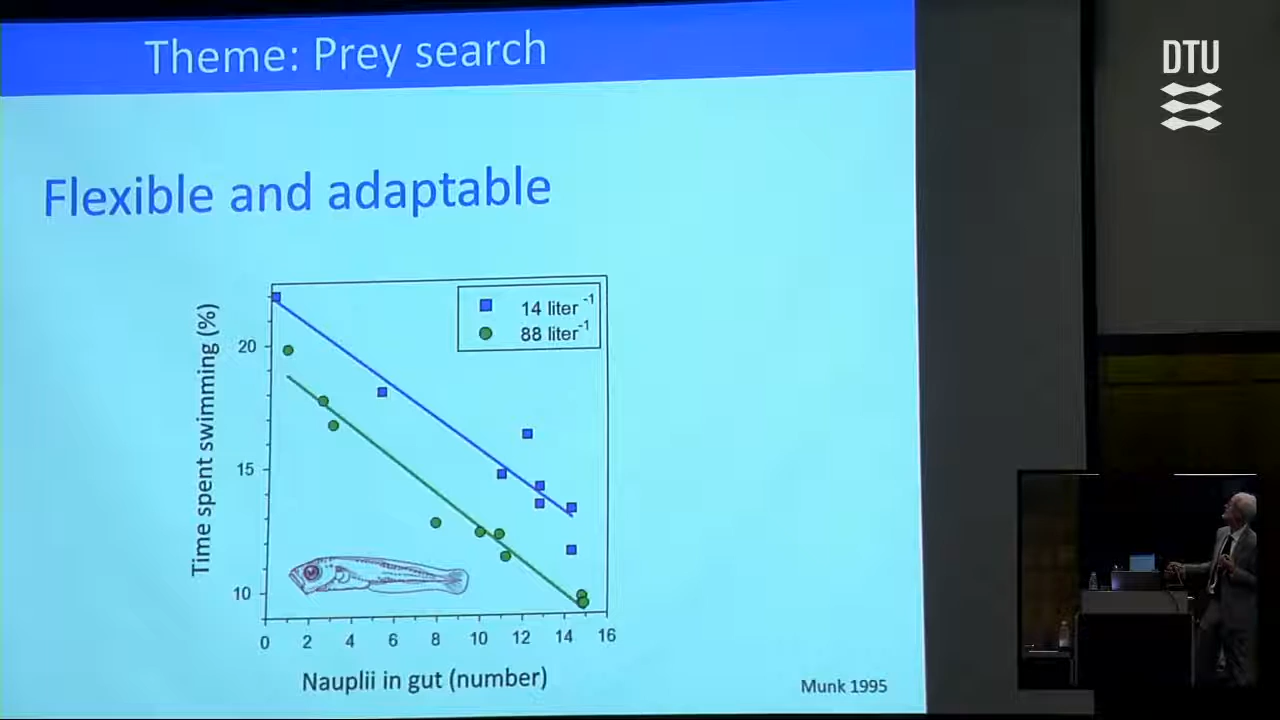 Theme: Prey search
DTU
Flexible and adaptable
14 liter -1
88 liter-1
Time spent swimming (%)
20
15
10
0 2 4 6 8 10 12 14 16
Nauplii in gut (number)
Munk 1995